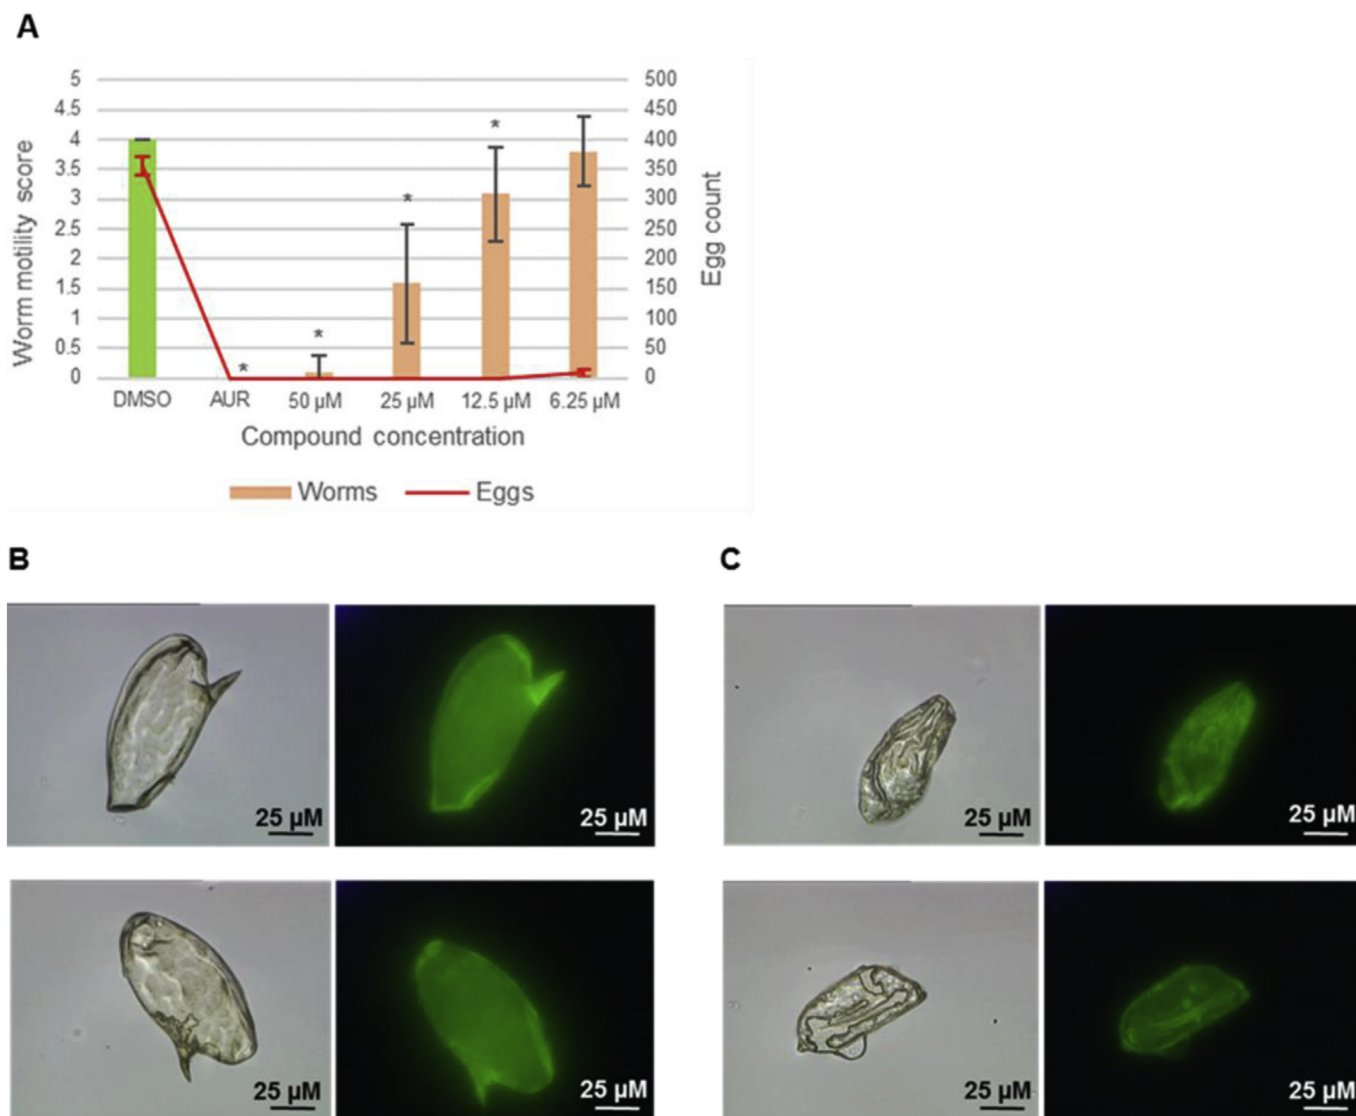 A
5 500
4.5 450
4 * 400
3.5 350
3 * 300
2.5 250
2 200
1.5 150
1 * 100
0.5 * 50
0 0
Worm motility score
Egg count
DMSO AUR 50 µM 25 µM 12.5 µM 6.25 µM
Compound concentration
Worms Eggs
B C
25 µM 25 µM 25 µM 25 µM
25 µM 25 µM 25 µM 25 µM